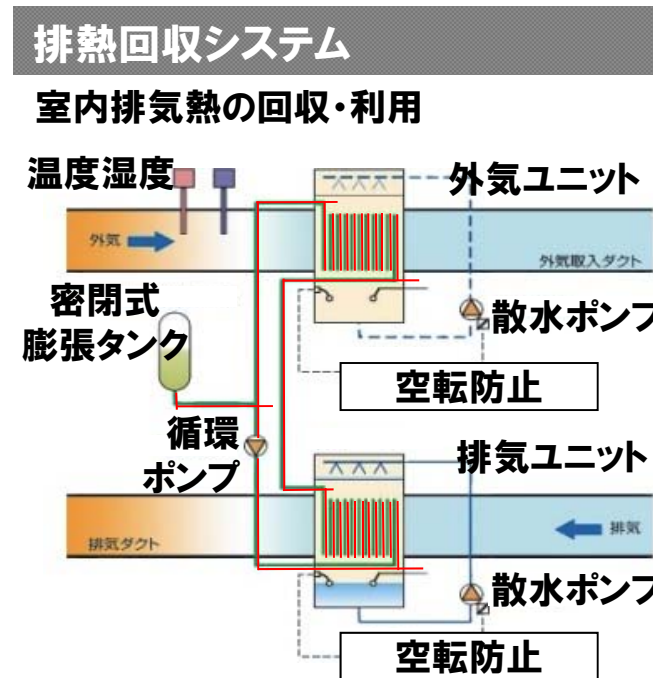 排熱回収システム
室内排気熱の回収・利用
温度湿度
外気ユニット
外気
外気取入ダクト
密閉式
膨張タンク
散水ポンプ
空転防止
循環
ポンプ
排気ユニット
排気ダクト
排気
散水ポンプ
空転防止